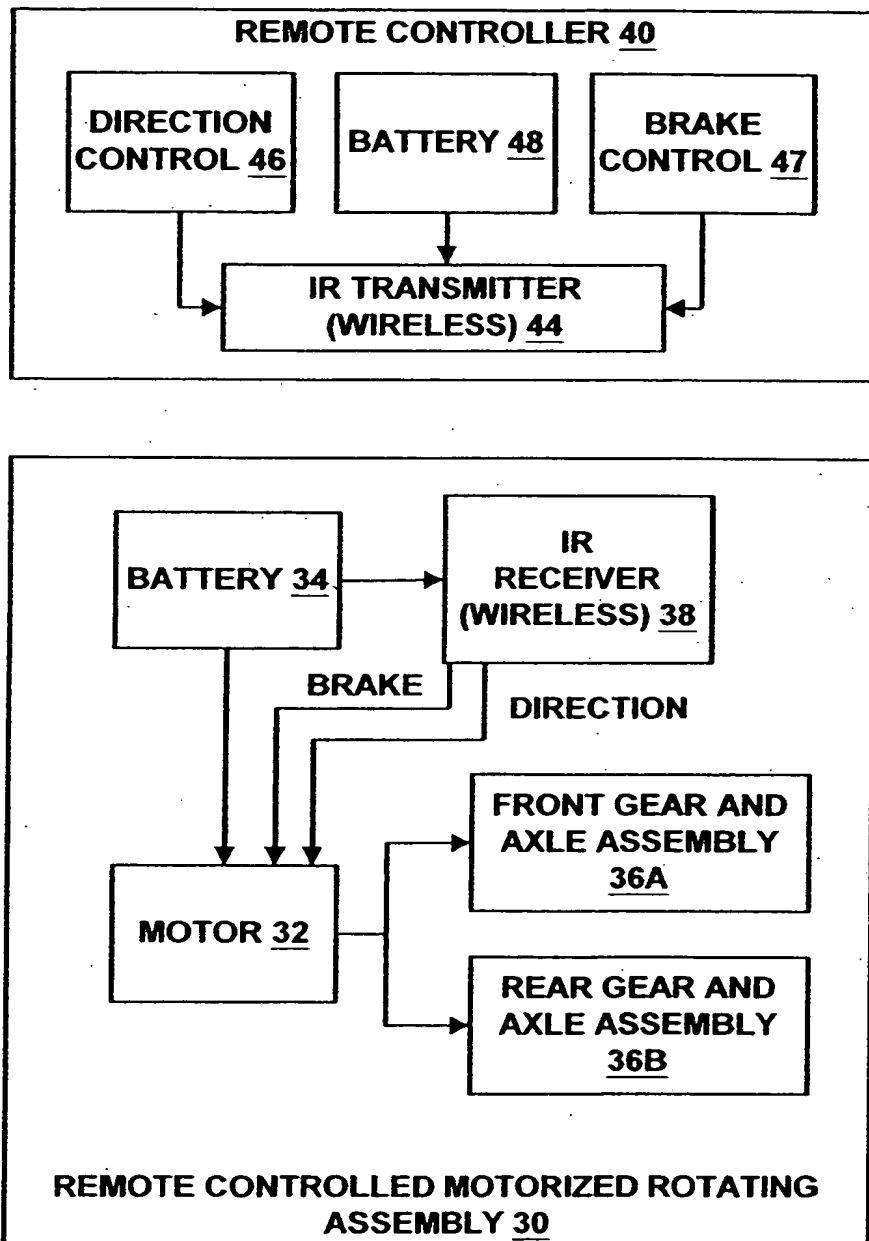 REMOTE CONTROLLER 40
DIRECTION
CONTROL 46
BATTERY 48
BRAKE
CONTROL 47
IR TRANSMITTER
(WIRELESS) 44
BATTERY 34
IR
RECEIVER
(WIRELESS) 38
BRAKE
DIRECTION
FRONT GEAR AND
AXLE ASSEMBLY
36A
MOTOR 32
REAR GEAR AND
AXLE ASSEMBLY
36B
REMOTE CONTROLLED MOTORIZED ROTATING
ASSEMBLY 30